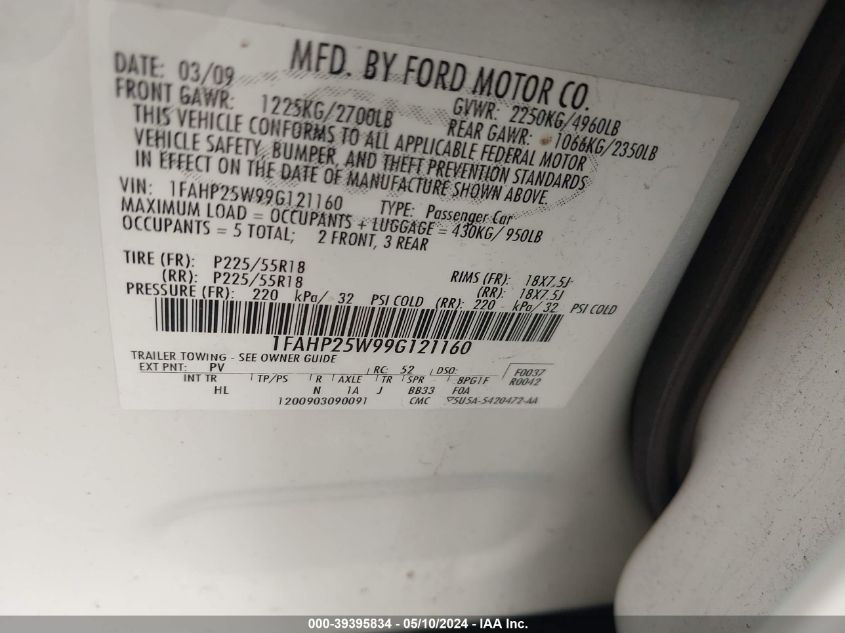 MFD. BY FORD MOTOR CO.
DATE: 03/09 GVWR: 2250KG/4960LB
FRONT GAWR: 1225KG/2700LB REAR GAWR: 1066KG/2350LB
THIS VEHICLE CONFORMS TO ALL APPLICABLE FEDERAL MOTOR
VEHICLE SAFETY, BUMPER, AND THEFT PREVENTION STANDARDS
IN EFFECT ON THE DATE OF MANUFACTURE SHOWN ABOVE.
VIN: 1FAHP25W99G121160 TYPE: Passenger Car
MAXIMUM LOAD = OCCUPANTS + LUGGAGE = 430KG/ 950LB
OCCUPANTS = 5 TOTAL; 2 FRONT, 3 REAR
TIRE (FR): P225/55R18 RIMS (FR): 18X7.5J
(RR): P225/55R18 (RR): 18X7.5J
PRESSURE (FR): 220 kPa/ 32 PSI COLD (RR): 220 kPa/ 32 PSI COLD
1FAHP25W99G121160
TRAILER TOWING - SEE OWNER GUIDE
EXT PNT: PV RC: 52 DSO: F0037
R0042
INT TR TP/PS R AXLE TR SPR BPG1F
HL N 1A J BB33 F0A
1200903090091 CMC 5U5A-5420472-AA
000-39395834 - 05/10/2024 - IAA Inc.